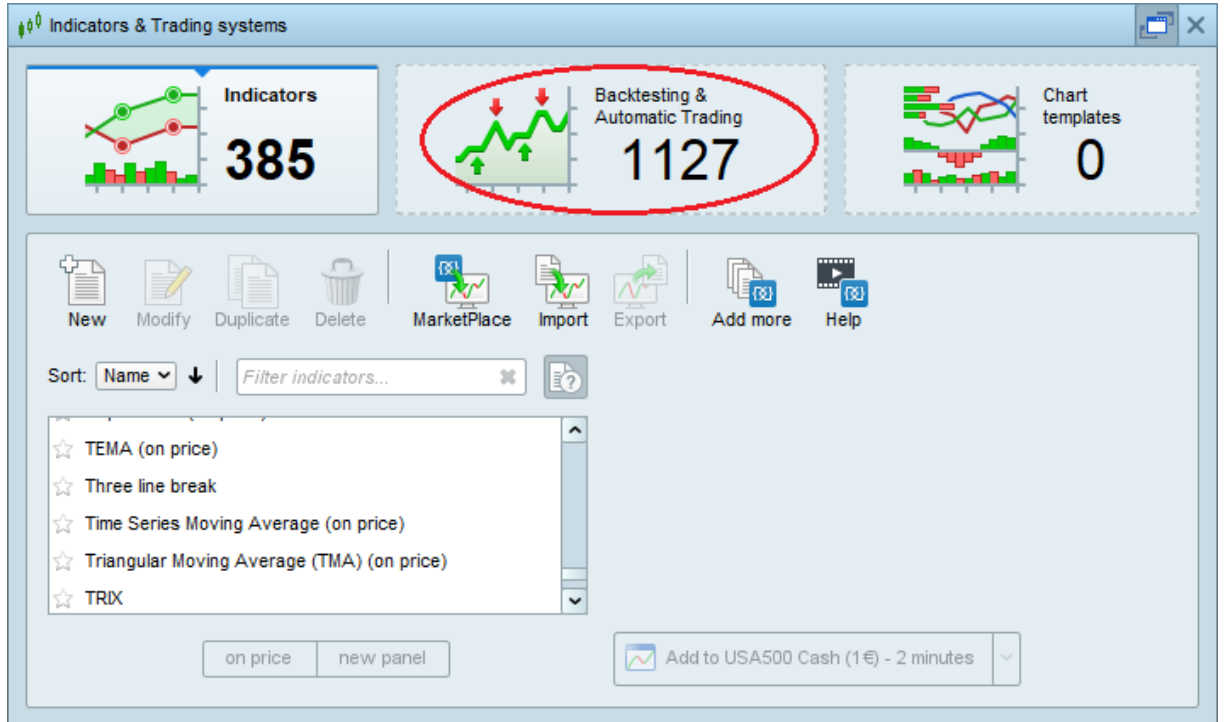 Indicators & Trading systems
Indicators
385
Backtesting &
Automatic Trading
1127
Chart
templates
0
New
Modify
Duplicate
Delete
MarketPlace
Import
Export
Add more
Help
Sort:
Name
Filter indicators...
TEMA (on price)
Three line break
Time Series Moving Average (on price)
Triangular Moving Average (TMA) (on price)
TRIX
on price
new panel
Add to USA500 Cash (1€) - 2 minutes